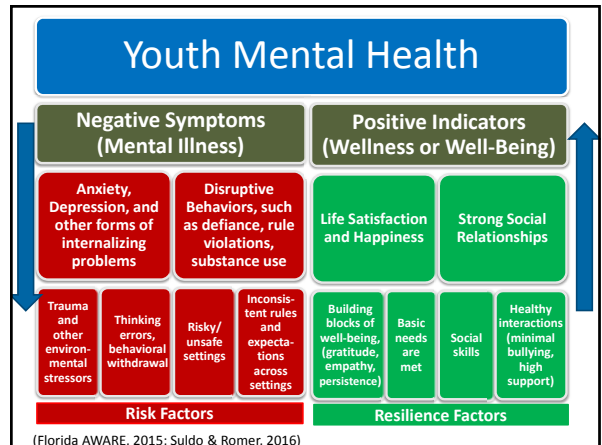 Youth Mental Health
Negative Symptoms
(Mental Illness)
Positive Indicators
(Wellness or Well-Being)
Anxiety,
Depression, and
other forms of
internalizing
problems
Disruptive
Behaviors, such
as defiance, rule
violations,
substance use
Life Satisfaction
and Happiness
Strong Social
Relationships
Trauma
and
other
environ-
mental
stressors
Thinking
errors,
behavioral
withdrawal
Risky/
unsafe
settings
Inconsis-
tent rules
and
expecta-
tions
across
settings
Building
blocks of
well-being,
(gratitude,
empathy,
persistence)
Basic
needs
are
met
Social
skills
Healthy
interactions
(minimal
bullying,
high
support)
Risk Factors
Resilience Factors
(Florida AWARE, 2015; Suldo & Romer, 2016)